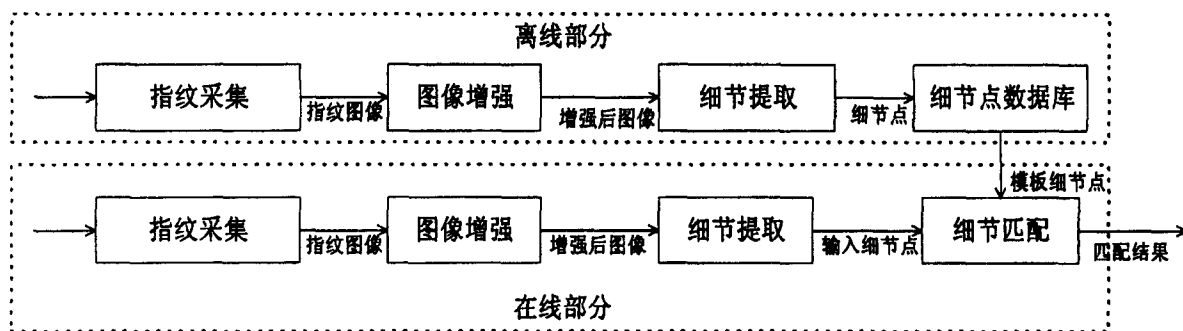 离线部分
指纹采集
指纹图像
图像增强
增强后图像
细节提取
细节点
细节点数据库
模板细节点
指纹采集
指纹图像
图像增强
增强后图像
细节提取
输入细节点
细节匹配
匹配结果
在线部分